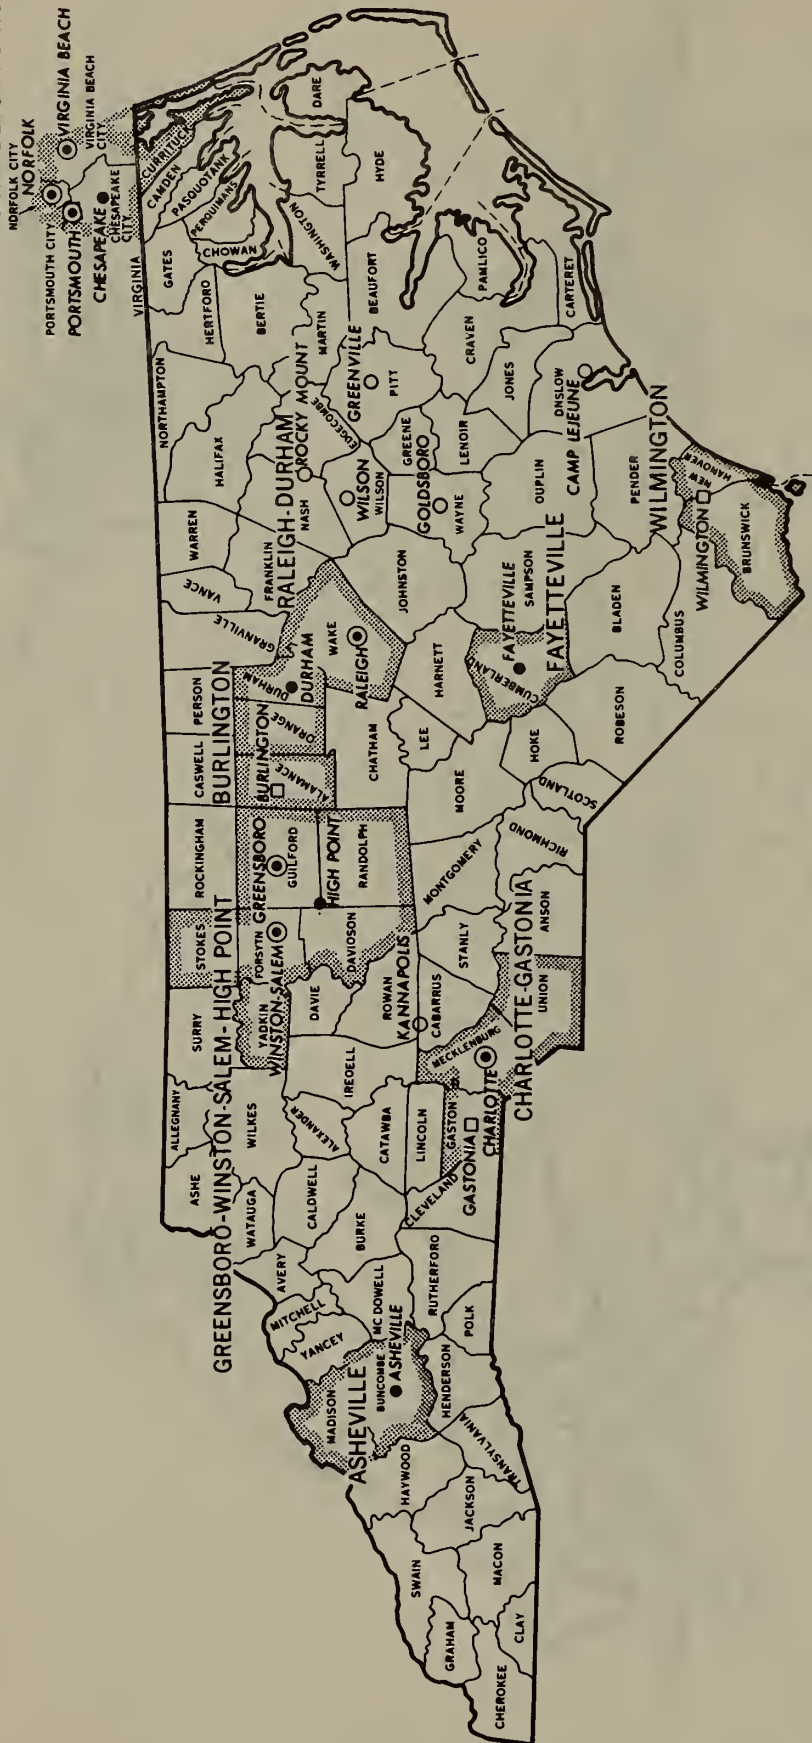 NORFOLK CITY
NORFOLK
VIRGINIA BEACH
VIRGINIA BEACH
CITY
PORTSMOUTH CITY
PORTSMOUTH
CHESAPEAKE
CHESAPEAKE
CITY
VIRGINIA
CURRITUCK
CAMDEN
PASQUOTANK
PERQUIMANS
CHOWAN
GATES
HERTFORD
BERTIE
NORTHAMPTON
HALIFAX
WARREN
VANCE
GRANVILLE
PERSON
CASWELL
ROCKINGHAM
STOKES
SURRY
ALLEGHANY
ASHE
DARE
TYRRELL
WASHINGTON
HYDE
MARTIN
BEAUFORT
ROCKY MOUNT
EDGECOMBE
NASH
FRANKLIN
RALEIGH-DURHAM
DURHAM
DURHAM
WAKE
RALEIGH
ORANGE
BURLINGTON
BURLINGTON
ALAMANCE
GREENSBORO
GUILFORD
HIGH POINT
GREENSBORO-WINSTON-SALEM-HIGH POINT
FORSYTH
WINSTON-SALEM
YADKIN
WILKES
WATAUGA
AVERY
MITCHELL
YANCEY
MADISON
GREENVILLE
PITT
WILSON
WILSON
GREENE
GOLDSBORO
WAYNE
LENOIR
CRAVEN
PAMLICO
CARTERET
JONES
ONSLOW
CAMP LEJEUNE
JOHNSTON
HARNETT
LEE
CHATHAM
RANDOLPH
DAVIDSON
DAVIE
ROWAN
KANNAPOLIS
CABARRUS
IREDELL
ALEXANDER
CATAWBA
LINCOLN
CALDWELL
BURKE
MC DOWELL
ASHEVILLE
BUNCOMBE
ASHEVILLE
HAYWOOD
SWAIN
GRAHAM
CHEROKEE
CLAY
MACON
JACKSON
TRANSYLVANIA
HENDERSON
POLK
RUTHERFORD
CLEVELAND
GASTON
GASTONIA
CHARLOTTE
MECKLENBURG
CHARLOTTE-GASTONIA
UNION
STANLY
ANSON
MONTGOMERY
RICHMOND
MOORE
SCOTLAND
HOKE
CUMBERLAND
FAYETTEVILLE
FAYETTEVILLE
SAMPSON
DUPLIN
PENDER
WILMINGTON
WILMINGTON
NEW
HANOVER
BRUNSWICK
COLUMBUS
BLADEN
ROBESON